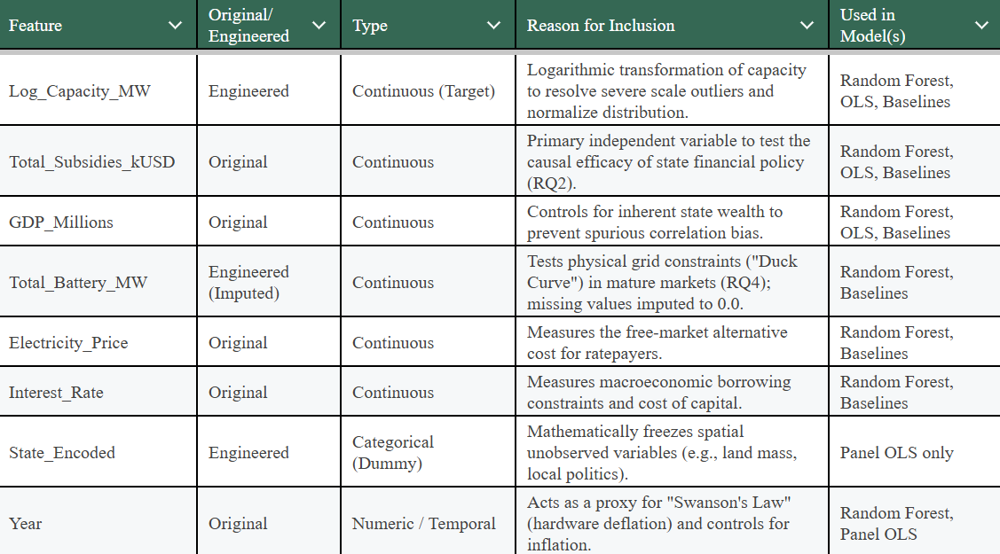 Feature
Original/
Engineered
Type
Reason for Inclusion
Used in
Model(s)
Log_Capacity_MW
Engineered
Continuous (Target)
Logarithmic transformation of capacity
to resolve severe scale outliers and
normalize distribution.
Random Forest,
OLS, Baselines
Total_Subsidies_kUSD
Original
Continuous
Primary independent variable to test the
causal efficacy of state financial policy
(RQ2).
Random Forest,
OLS, Baselines
GDP_Millions
Original
Continuous
Controls for inherent state wealth to
prevent spurious correlation bias.
Random Forest,
OLS, Baselines
Total_Battery_MW
Engineered
(Imputed)
Continuous
Tests physical grid constraints ("Duck
Curve") in mature markets (RQ4);
missing values imputed to 0.0.
Random Forest,
Baselines
Electricity_Price
Original
Continuous
Measures the free-market alternative
cost for ratepayers.
Random Forest,
Baselines
Interest_Rate
Original
Continuous
Measures macroeconomic borrowing
constraints and cost of capital.
Random Forest,
Baselines
State_Encoded
Engineered
Categorical
(Dummy)
Mathematically freezes spatial
unobserved variables (e.g., land mass,
local politics).
Panel OLS only
Year
Original
Numeric / Temporal
Acts as a proxy for "Swanson's Law"
(hardware deflation) and controls for
inflation.
Random Forest,
Panel OLS